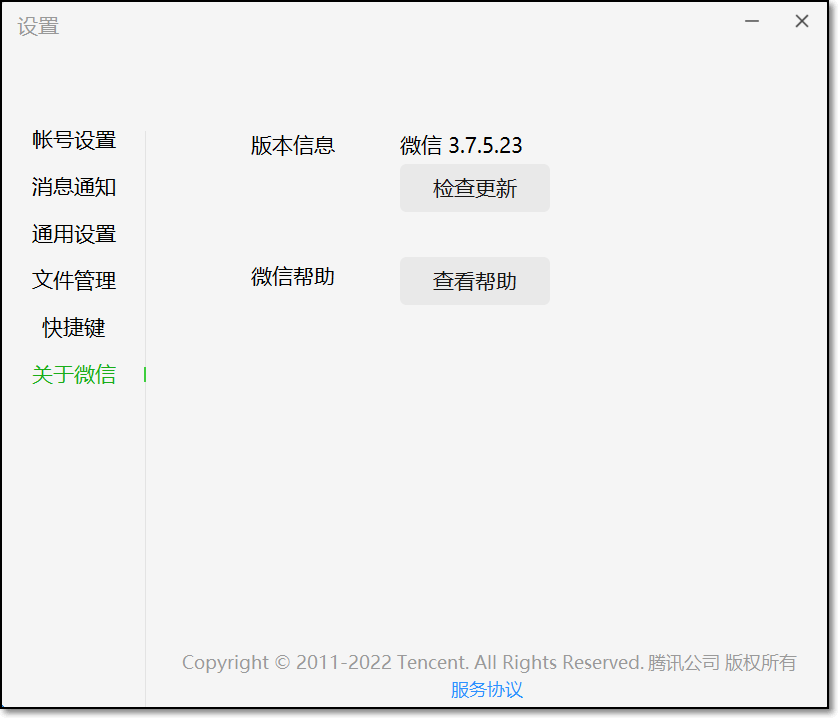 设置
帐号设置
消息通知
通用设置
文件管理
快捷键
关于微信
版本信息
微信 3.7.5.23
检查更新
微信帮助
查看帮助
Copyright © 2011-2022 Tencent. All Rights Reserved. 腾讯公司 版权所有
服务协议